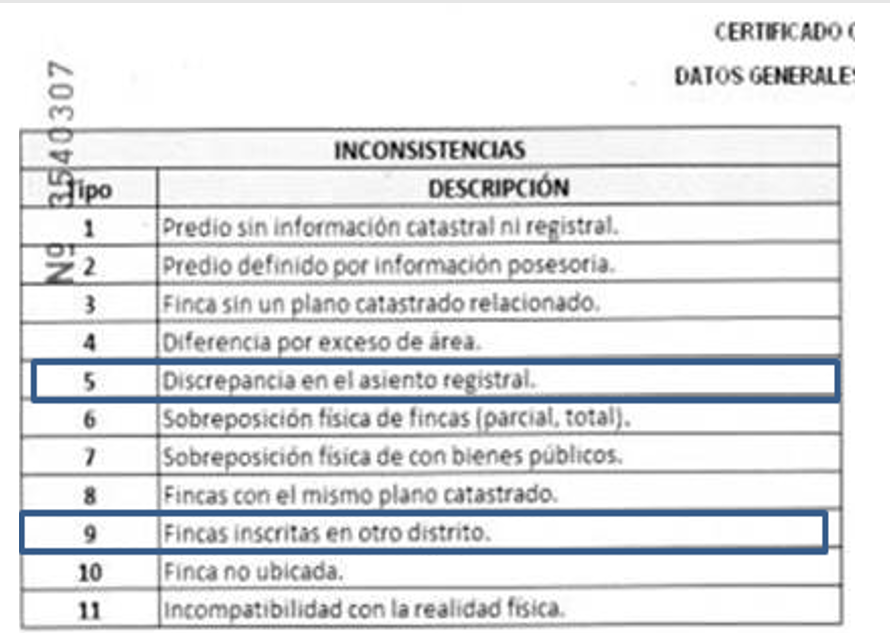 CERTIFICADO
DATOS GENERALES
Nº 3540307
INCONSISTENCIAS
Tipo DESCRIPCIÓN
1 Predio sin información catastral ni registral.
2 Predio definido por información posesoria.
3 Finca sin un plano catastrado relacionado.
4 Diferencia por exceso de área.
5 Discrepancia en el asiento registral.
6 Sobreposición física de fincas (parcial, total).
7 Sobreposición física de con bienes públicos.
8 Fincas con el mismo plano catastrado.
9 Fincas inscritas en otro distrito.
10 Finca no ubicada.
11 Incompatibilidad con la realidad física.